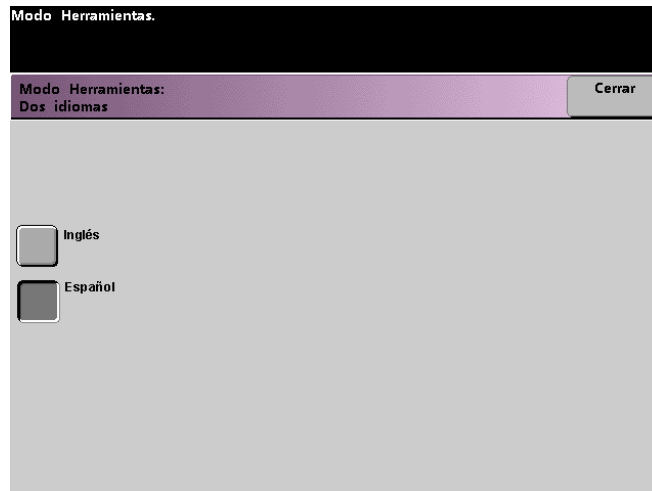 Modo Herramientas.
Modo Herramientas:
Dos idiomas
Cerrar
Inglés
Español